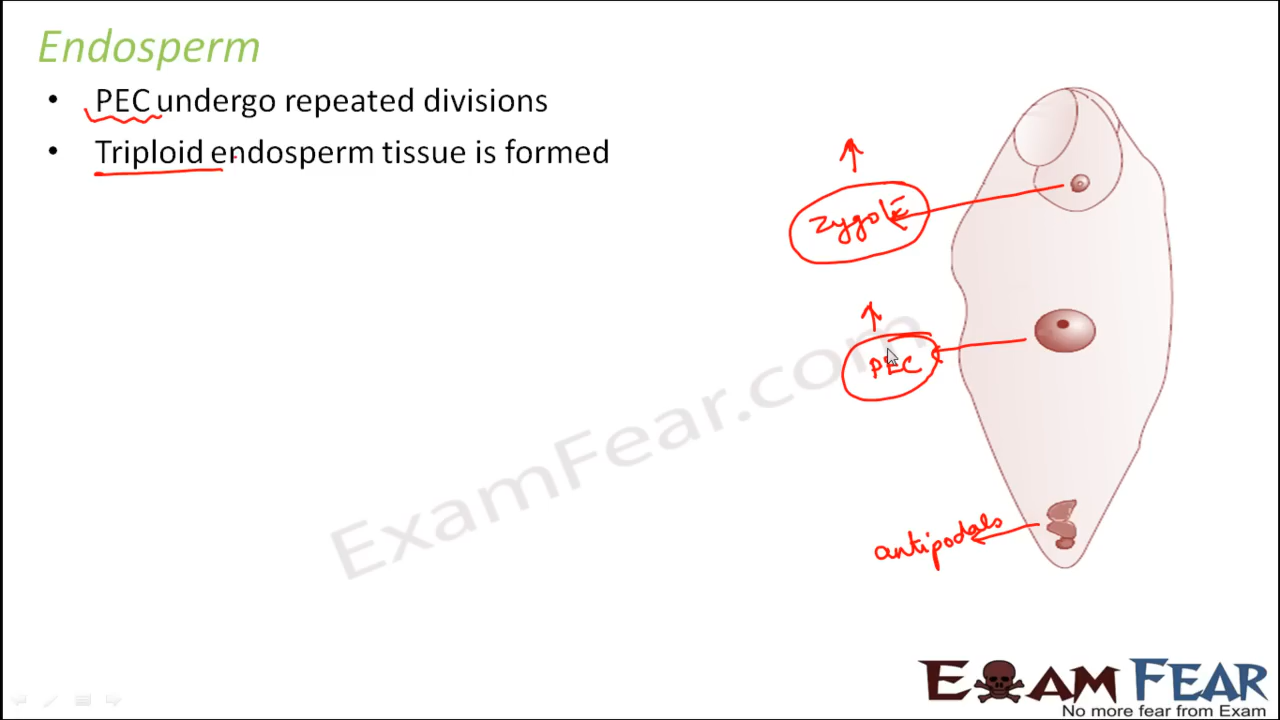 Endosperm
• PEC undergo repeated divisions
• Triploid endosperm tissue is formed
zygote
PEC
antipodals
ExamFear.com
EXAM FEAR
No more fear from Exam